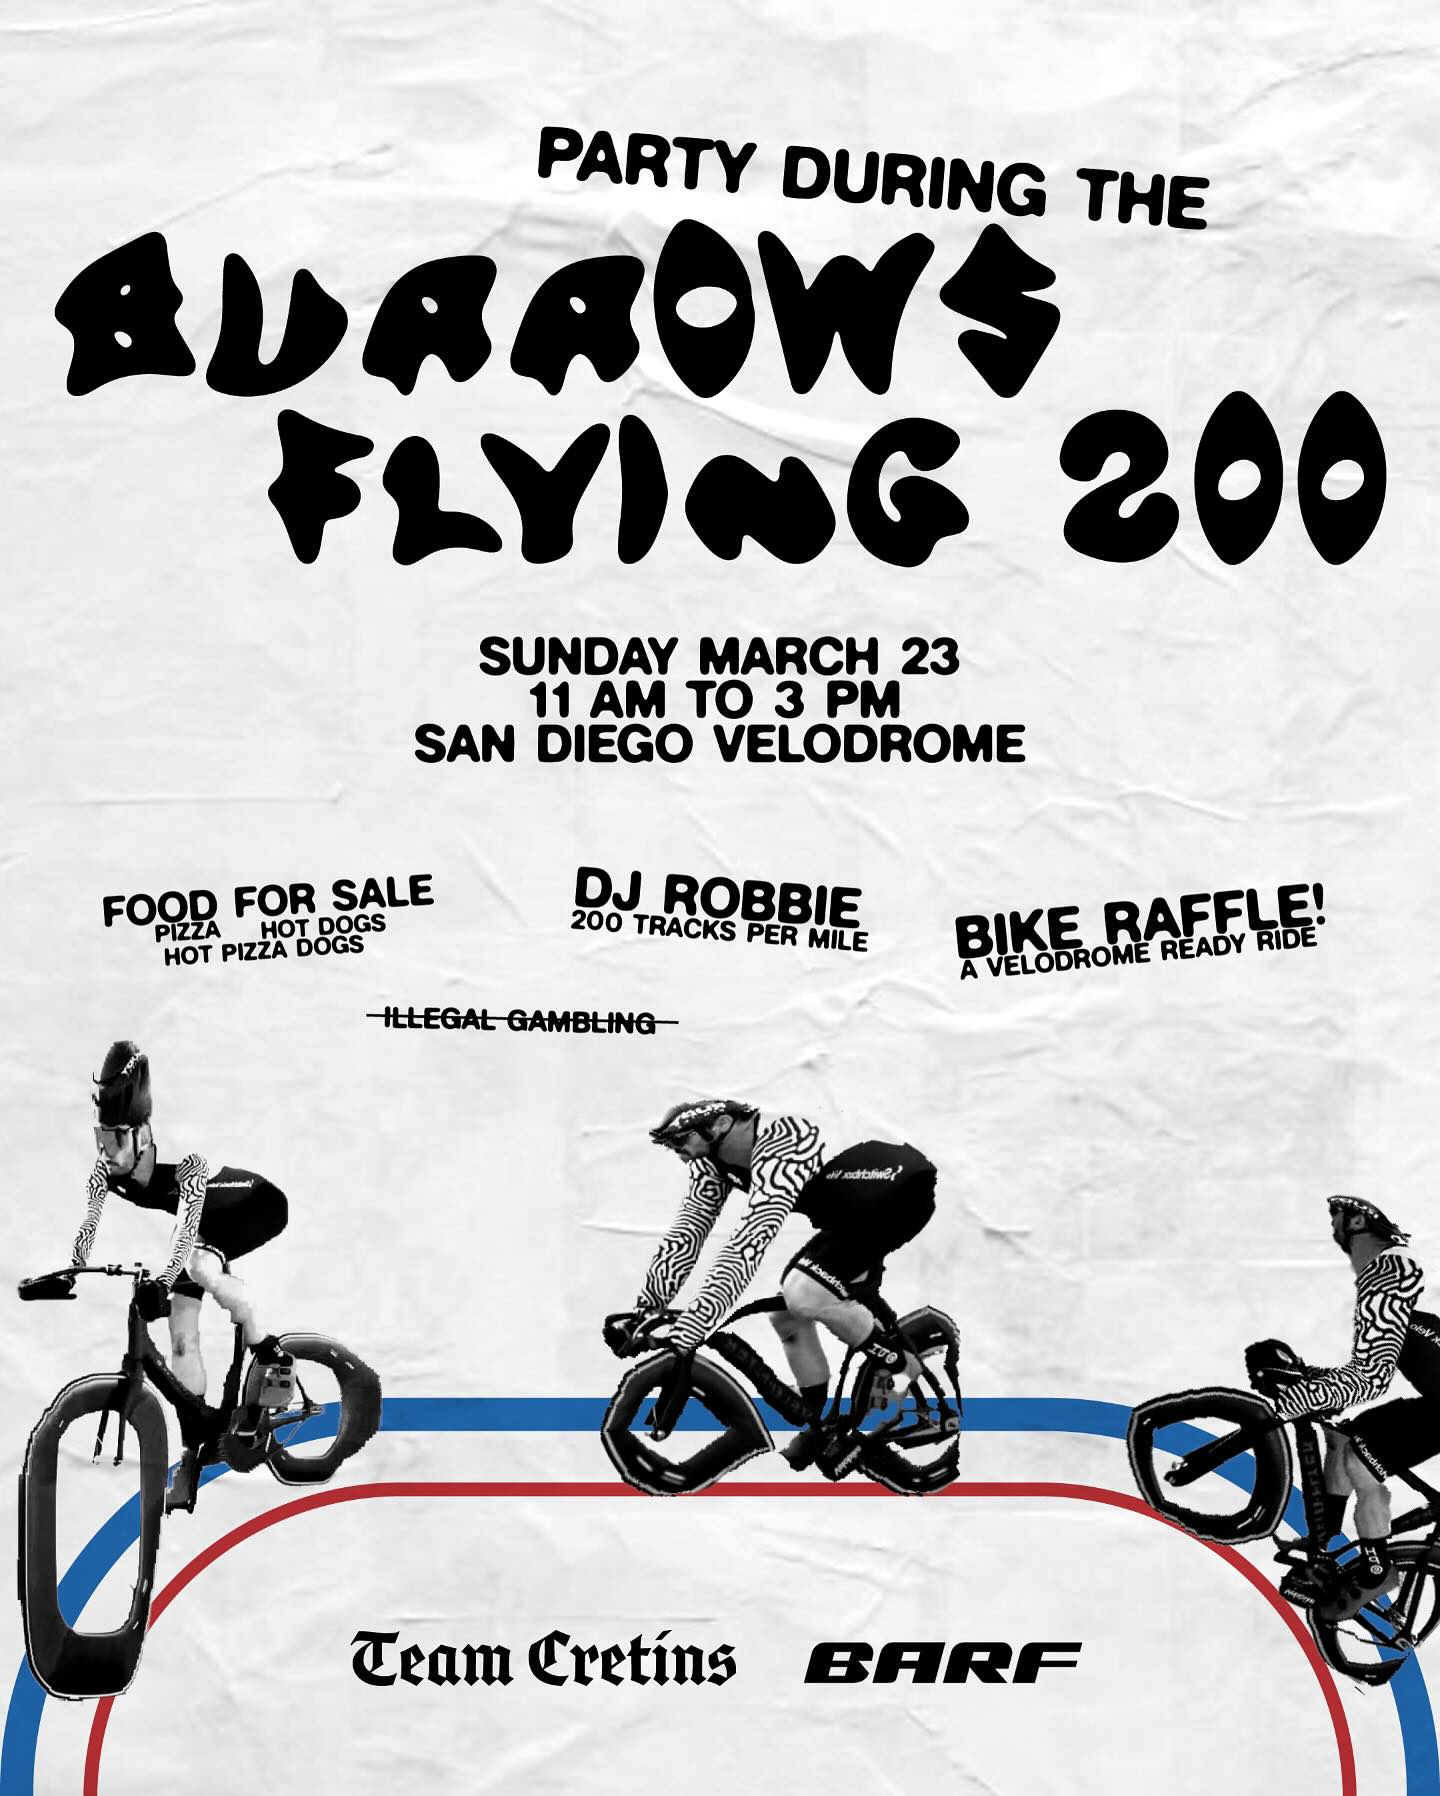 PARTY DURING THE
BURROWS
FLYING 200
SUNDAY MARCH 23
11 AM TO 3 PM
SAN DIEGO VELODROME
FOOD FOR SALE
PIZZA HOT DOGS
HOT PIZZA DOGS
DJ ROBBIE
200 TRACKS PER MILE
BIKE RAFFLE!
A VELODROME READY RIDE
ILLEGAL GAMBLING
Team Cretins BARF